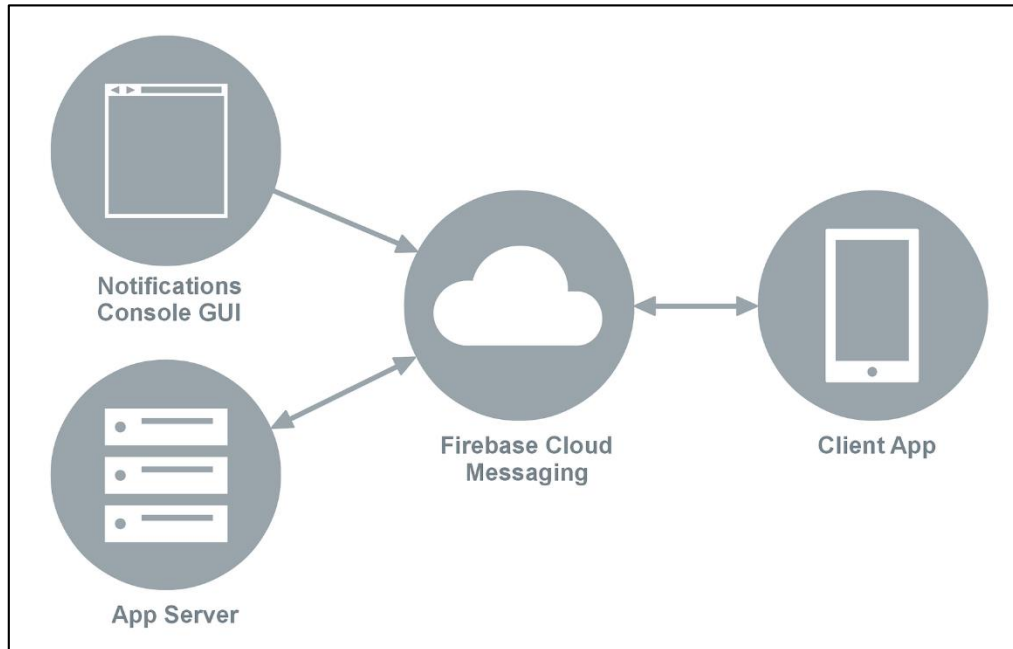 Notifications
Console GUI
Firebase Cloud
Messaging
Client App
App Server